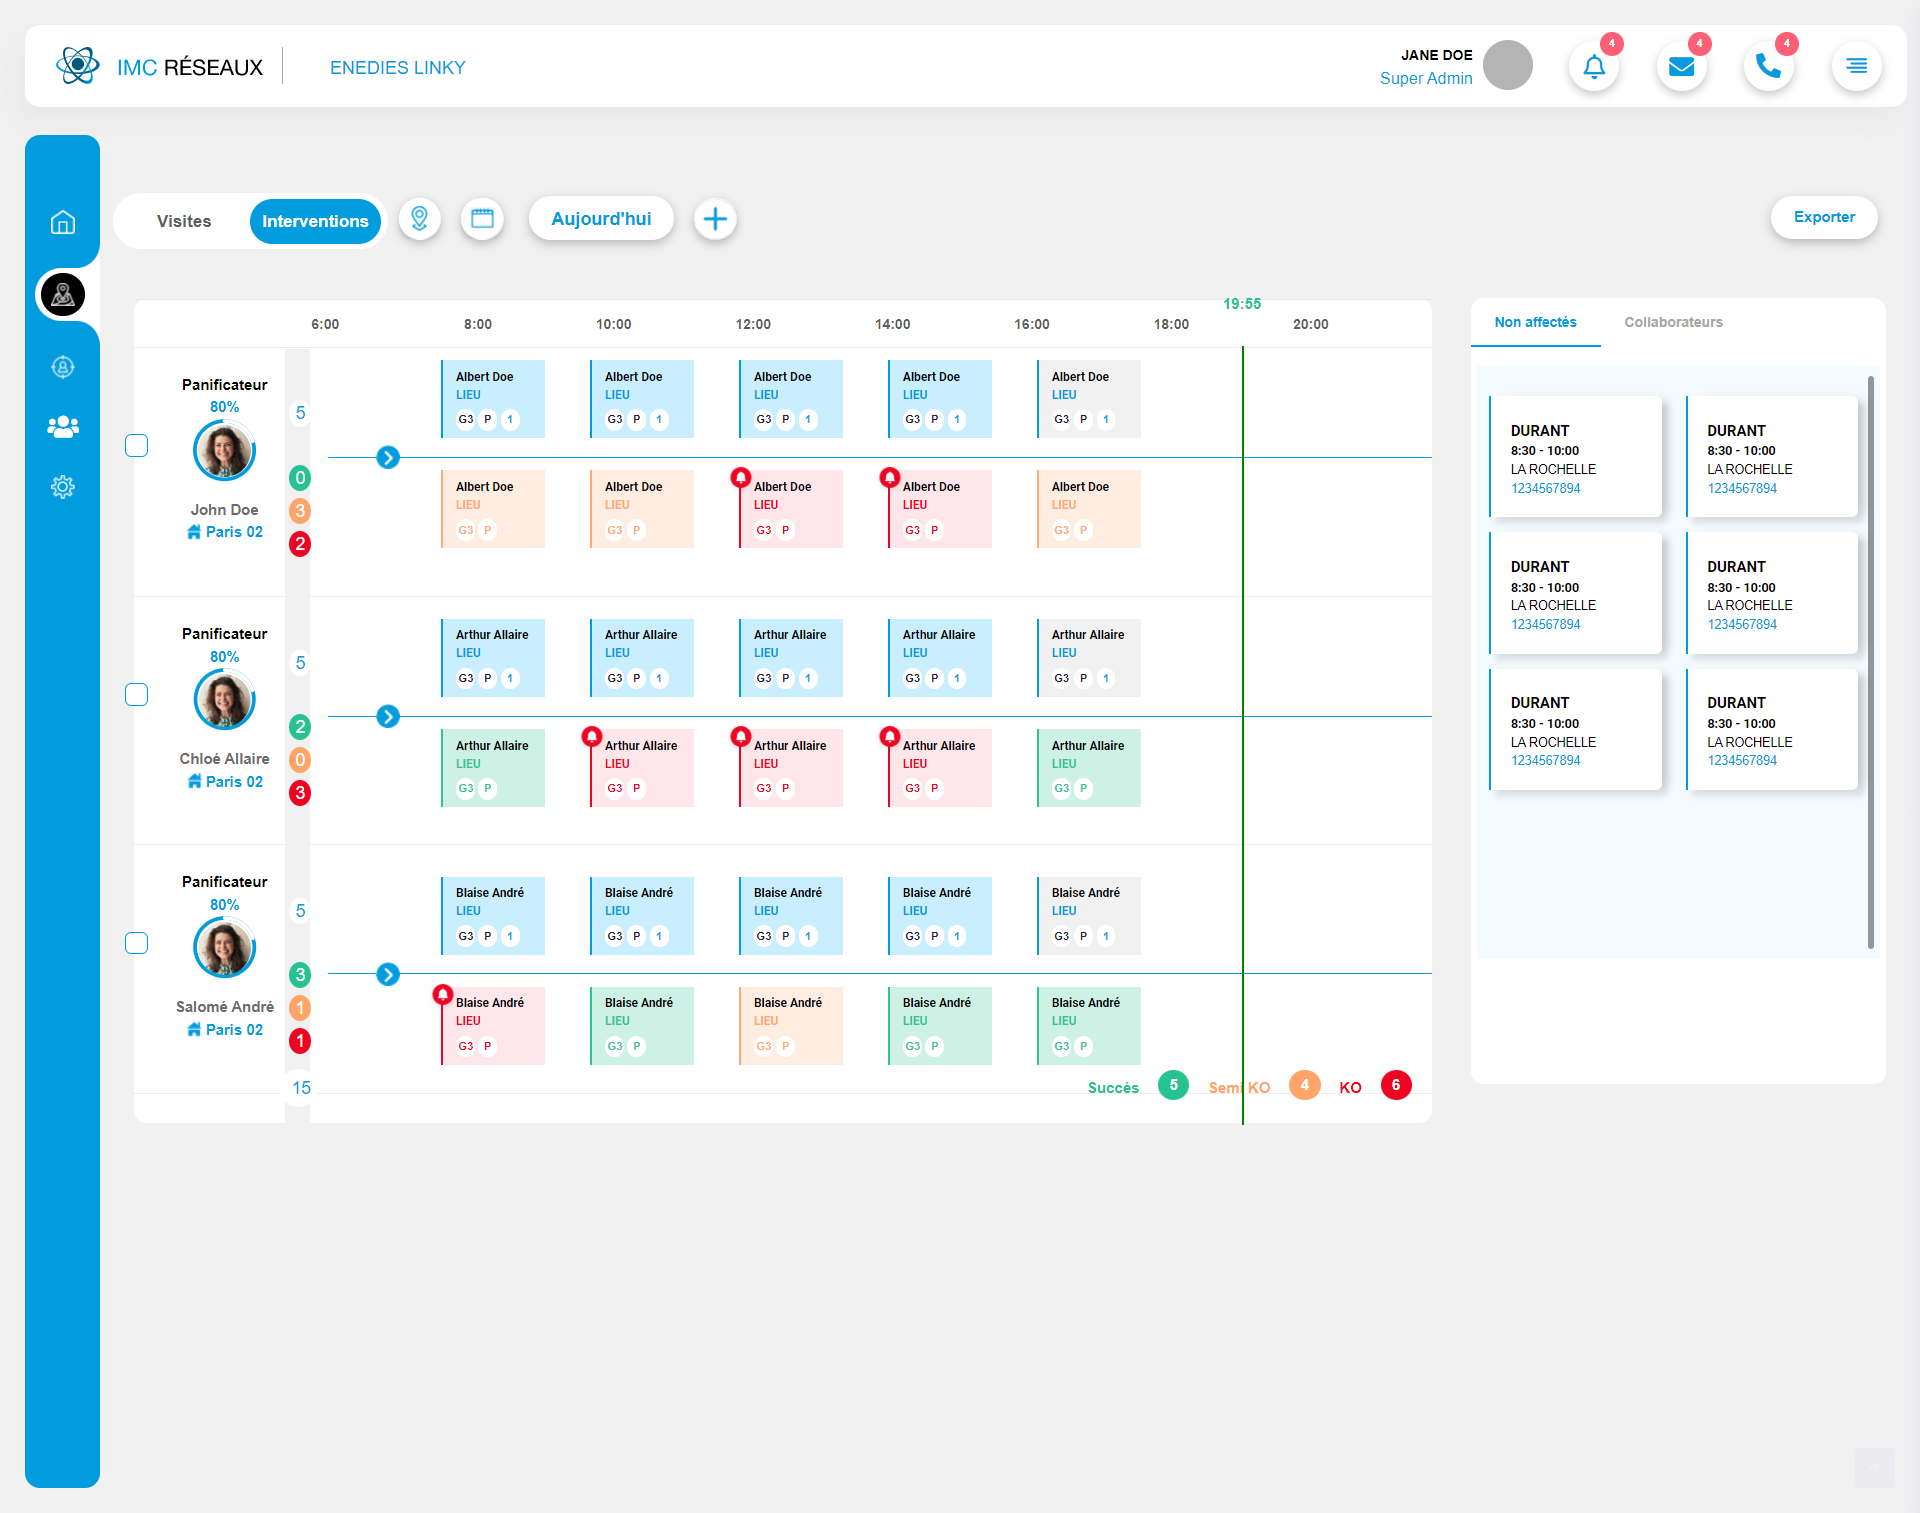 IMC RÉSEAUX
ENEDIES LINKY
JANE DOE
Super Admin
4
4
4
Visites
Interventions
Aujourd'hui
Exporter
19:55
6:00 8:00 10:00 12:00 14:00 16:00 18:00 20:00
Panificateur
80%
John Doe
Paris 02
5
0
3
2
Albert Doe Albert Doe Albert Doe Albert Doe Albert Doe
LIEU LIEU LIEU LIEU LIEU
G3 P 1 G3 P 1 G3 P 1 G3 P 1 G3 P 1
Albert Doe Albert Doe Albert Doe Albert Doe Albert Doe
LIEU LIEU LIEU LIEU LIEU
G3 P G3 P G3 P G3 P G3 P
Panificateur
80%
Chloé Allaire
Paris 02
5
2
0
3
Arthur Allaire Arthur Allaire Arthur Allaire Arthur Allaire Arthur Allaire
LIEU LIEU LIEU LIEU LIEU
G3 P 1 G3 P 1 G3 P 1 G3 P 1 G3 P 1
Arthur Allaire Arthur Allaire Arthur Allaire Arthur Allaire Arthur Allaire
LIEU LIEU LIEU LIEU LIEU
G3 P G3 P G3 P G3 P G3 P
Panificateur
80%
Salomé André
Paris 02
5
3
1
1
Blaise André Blaise André Blaise André Blaise André Blaise André
LIEU LIEU LIEU LIEU LIEU
G3 P 1 G3 P 1 G3 P 1 G3 P 1 G3 P 1
Blaise André Blaise André Blaise André Blaise André Blaise André
LIEU LIEU LIEU LIEU LIEU
G3 P G3 P G3 P G3 P G3 P
15
Succés 5 Semi KO 4 KO 6
Non affectés Collaborateurs
DURANT DURANT
8:30 - 10:00 8:30 - 10:00
LA ROCHELLE LA ROCHELLE
1234567894 1234567894
DURANT DURANT
8:30 - 10:00 8:30 - 10:00
LA ROCHELLE LA ROCHELLE
1234567894 1234567894
DURANT DURANT
8:30 - 10:00 8:30 - 10:00
LA ROCHELLE LA ROCHELLE
1234567894 1234567894